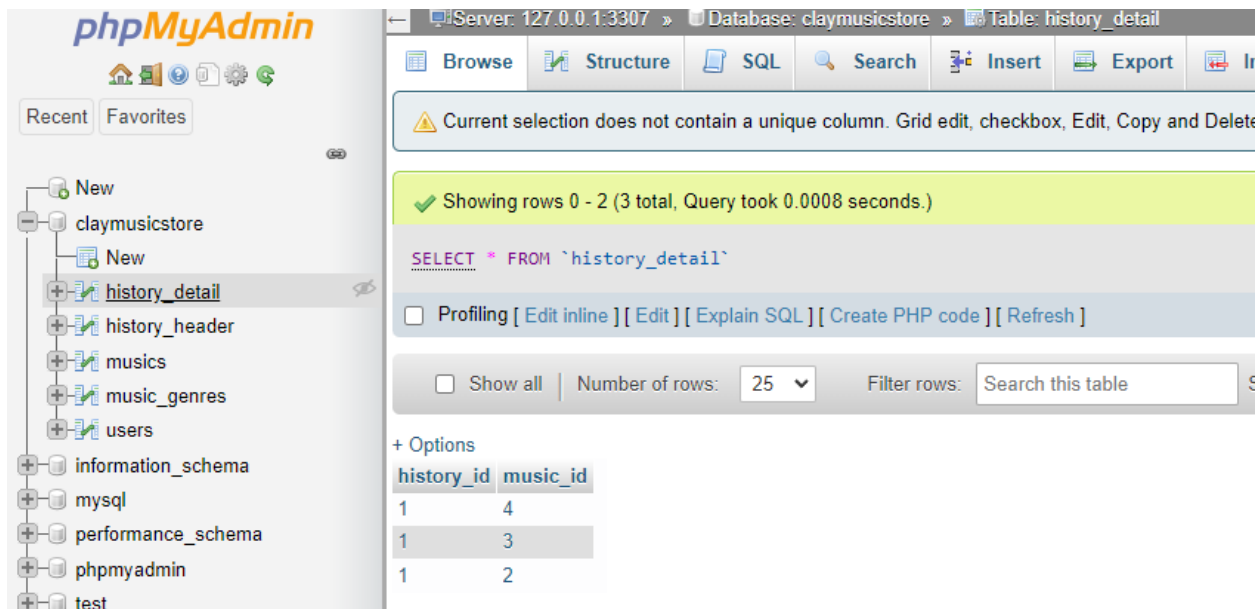 phpMyAdmin
Recent Favorites
New
claymusicstore
New
history_detail
history_header
musics
music_genres
users
information_schema
mysql
performance_schema
phpmyadmin
test
Server: 127.0.0.1:3307 » Database: claymusicstore » Table: history_detail
Browse Structure SQL Search Insert Export
Current selection does not contain a unique column. Grid edit, checkbox, Edit, Copy and Delete
Showing rows 0 - 2 (3 total, Query took 0.0008 seconds.)
SELECT * FROM `history_detail`
Profiling [ Edit inline ] [ Edit ] [ Explain SQL ] [ Create PHP code ] [ Refresh ]
Show all | Number of rows: 25 Filter rows: Search this table
+ Options
history_id music_id
1 4
1 3
1 2